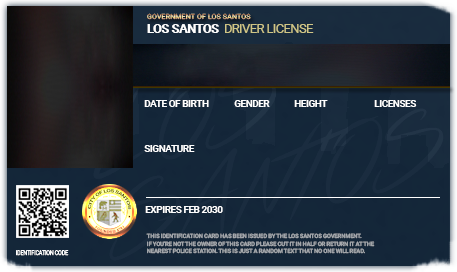 GOVERNMENT OF LOS SANTOS
LOS SANTOS DRIVER LICENSE
DATE OF BIRTH GENDER HEIGHT LICENSES
SIGNATURE
CITY OF LOS SANTOS
EXPIRES FEB 2030
THIS IDENTIFICATION CARD HAS BEEN ISSUED BY THE LOS SANTOS GOVERNMENT.
IF YOU'RE NOT THE OWNER OF THIS CARD PLEASE CUT IT IN HALF OR RETURN IT AT THE
NEAREST POLICE STATION. THIS IS JUST A RANDOM TEXT THAT NO ONE WILL READ.
IDENTIFICATION CODE